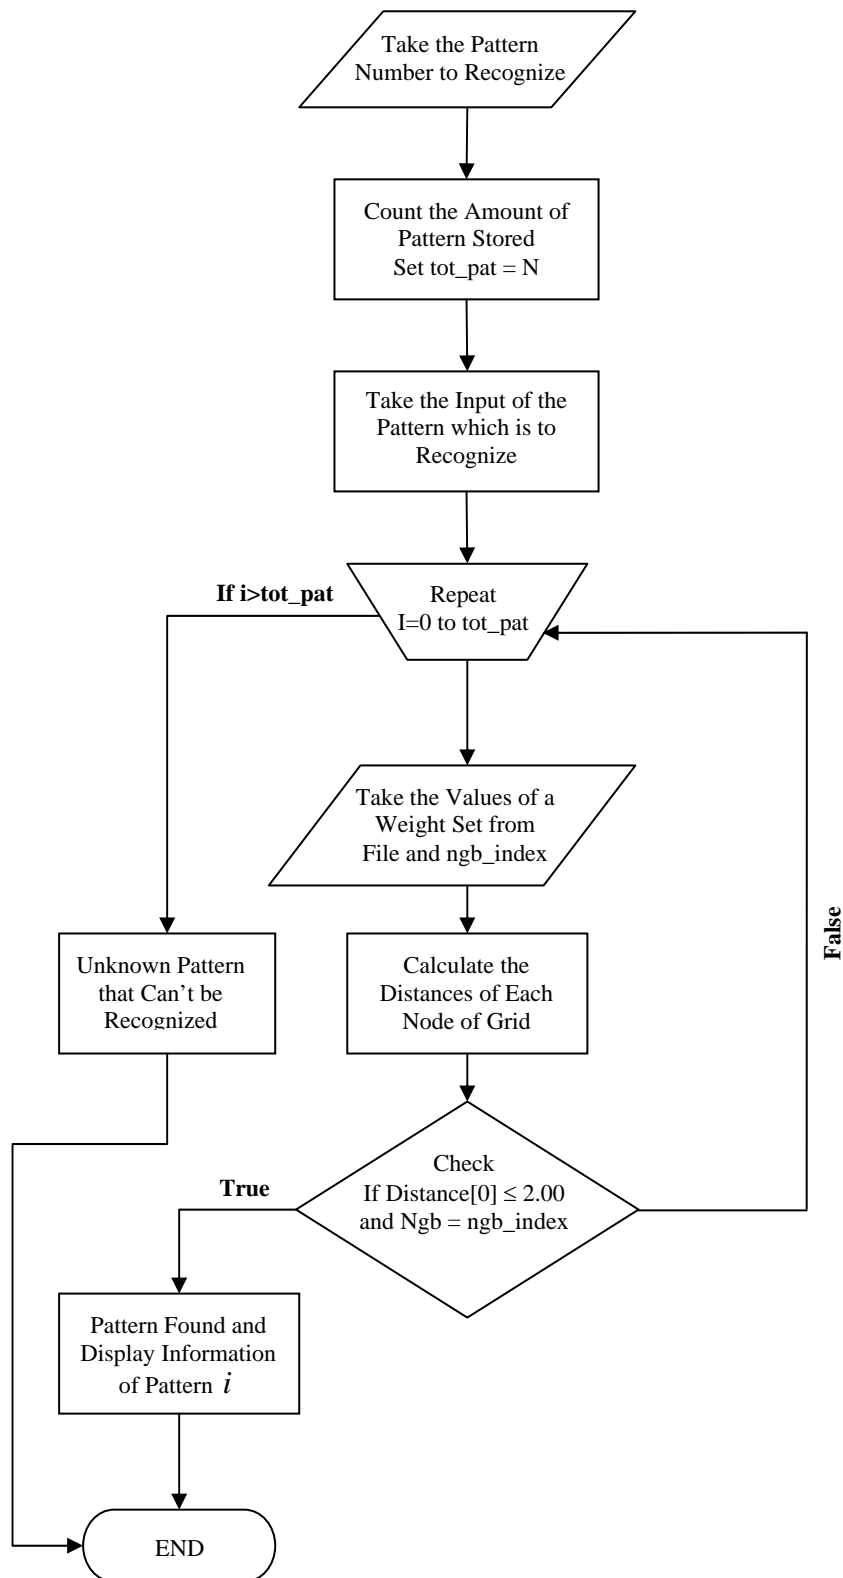 Take the Pattern
Number to Recognize
Count the Amount of
Pattern Stored
Set tot_pat = N
Take the Input of the
Pattern which is to
Recognize
If i>tot_pat
Repeat
I=0 to tot_pat
Take the Values of a
Weight Set from
File and ngb_index
False
Unknown Pattern
that Can’t be
Recognized
Calculate the
Distances of Each
Node of Grid
Check
If Distance[0] ≤ 2.00
and Ngb = ngb_index
True
Pattern Found and
Display Information
of Pattern i
END